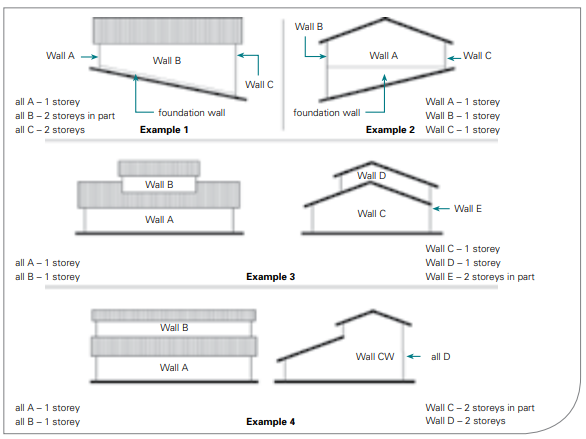 Wall A
Wall B
Wall C
foundation wall
all A – 1 storey
all B – 2 storeys in part
all C – 2 storeys
Example 1
Wall B
Wall A
Wall C
foundation wall
Wall A – 1 storey
Wall B – 1 storey
Example 2
Wall C – 1 storey
Wall B
Wall A
all A – 1 storey
all B – 1 storey
Wall D
Wall C
Wall E
Wall C – 1 storey
Wall D – 1 storey
Wall E – 2 storeys in part
Example 3
Wall B
Wall A
all A – 1 storey
all B – 1 storey
Wall CW
all D
Wall C – 2 storeys in part
Wall D – 2 storeys
Example 4